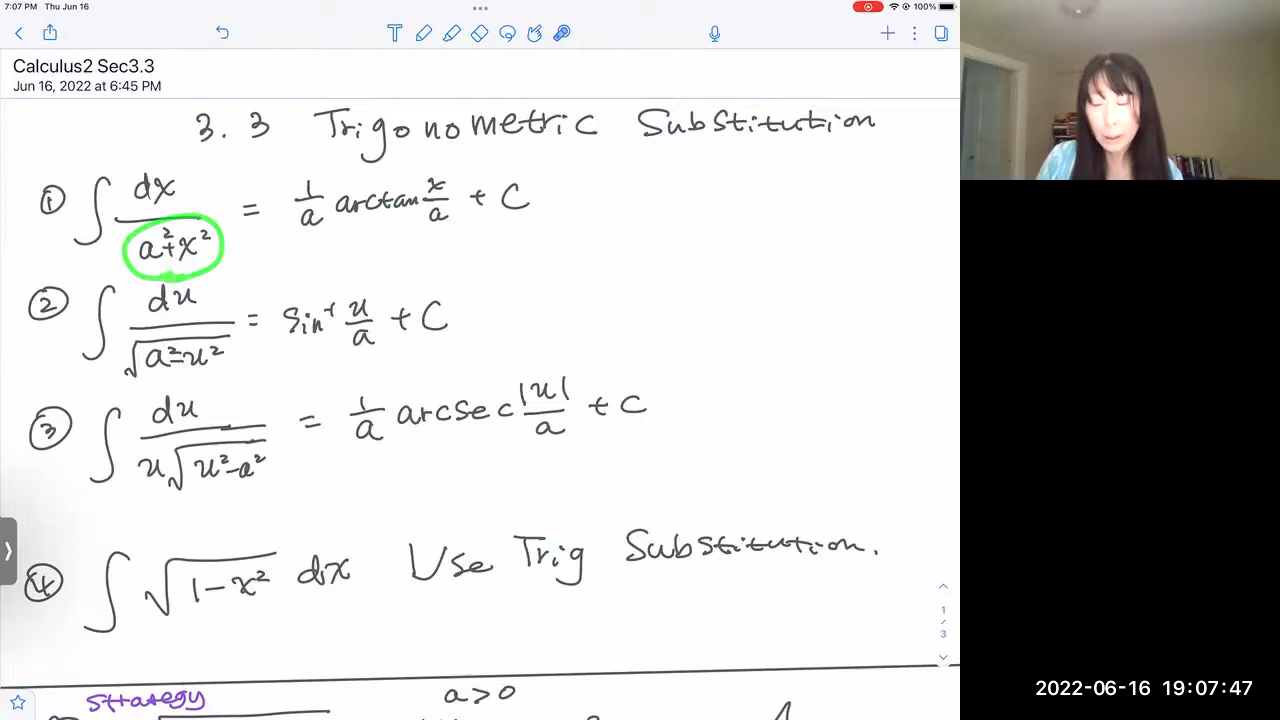 7:07 PM Thu Jun 16
100%
Calculus2 Sec3.3
Jun 16, 2022 at 6:45 PM
3.3 Trigonometric Substitution
① ∫ dx / (a²+x²) = 1/a arctan x/a + C
② ∫ du / √(a²-u²) = sin⁻¹ u/a + C
③ ∫ du / (u√(u²-a²)) = 1/a arcsec |u|/a + C
④ ∫ √(1-x²) dx Use Trig Substitution.
1
/
3
strategy a>0
2022-06-16 19:07:47